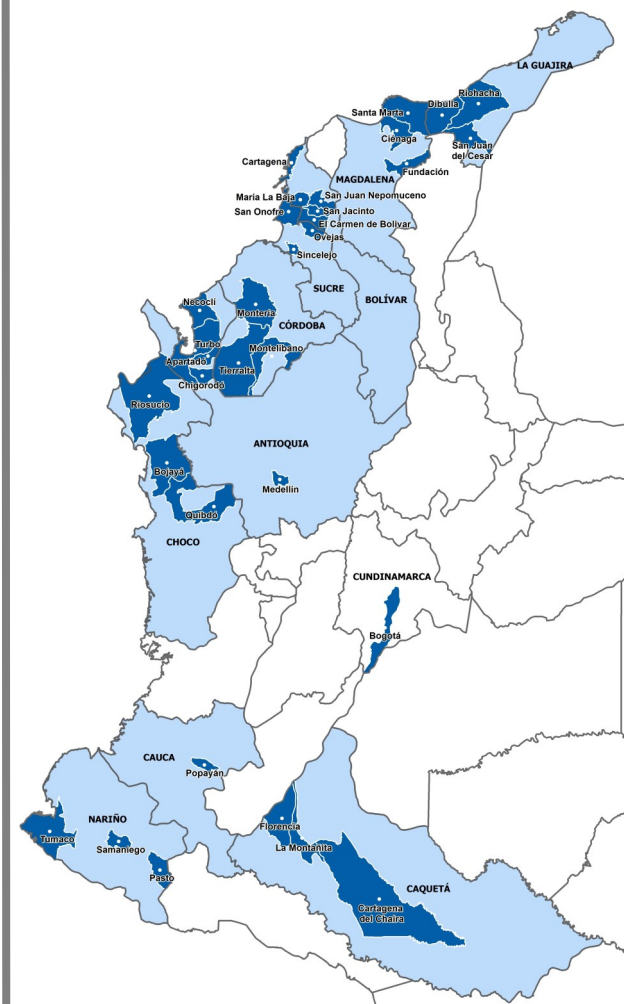 LA GUAJIRA
Riohacha
Dibulla
Santa Marta
Ciénaga
San Juan
del Cesar
Cartagena
Fundación
MAGDALENA
María La Baja
San Juan Nepomuceno
San Onofre
San Jacinto
El Carmen de Bolívar
Ovejas
Sincelejo
SUCRE
BOLÍVAR
Necoclí
Montería
CÓRDOBA
Turbo
Montelíbano
Apartadó
Tierralta
Chigorodó
Riosucio
ANTIOQUIA
Bojayá
Medellín
Quibdó
CHOCO
CUNDINAMARCA
Bogotá
CAUCA
Popayán
NARIÑO
Florencia
Tumaco
Samaniego
La Montañita
Pasto
CAQUETÁ
Cartagena
del Chaira